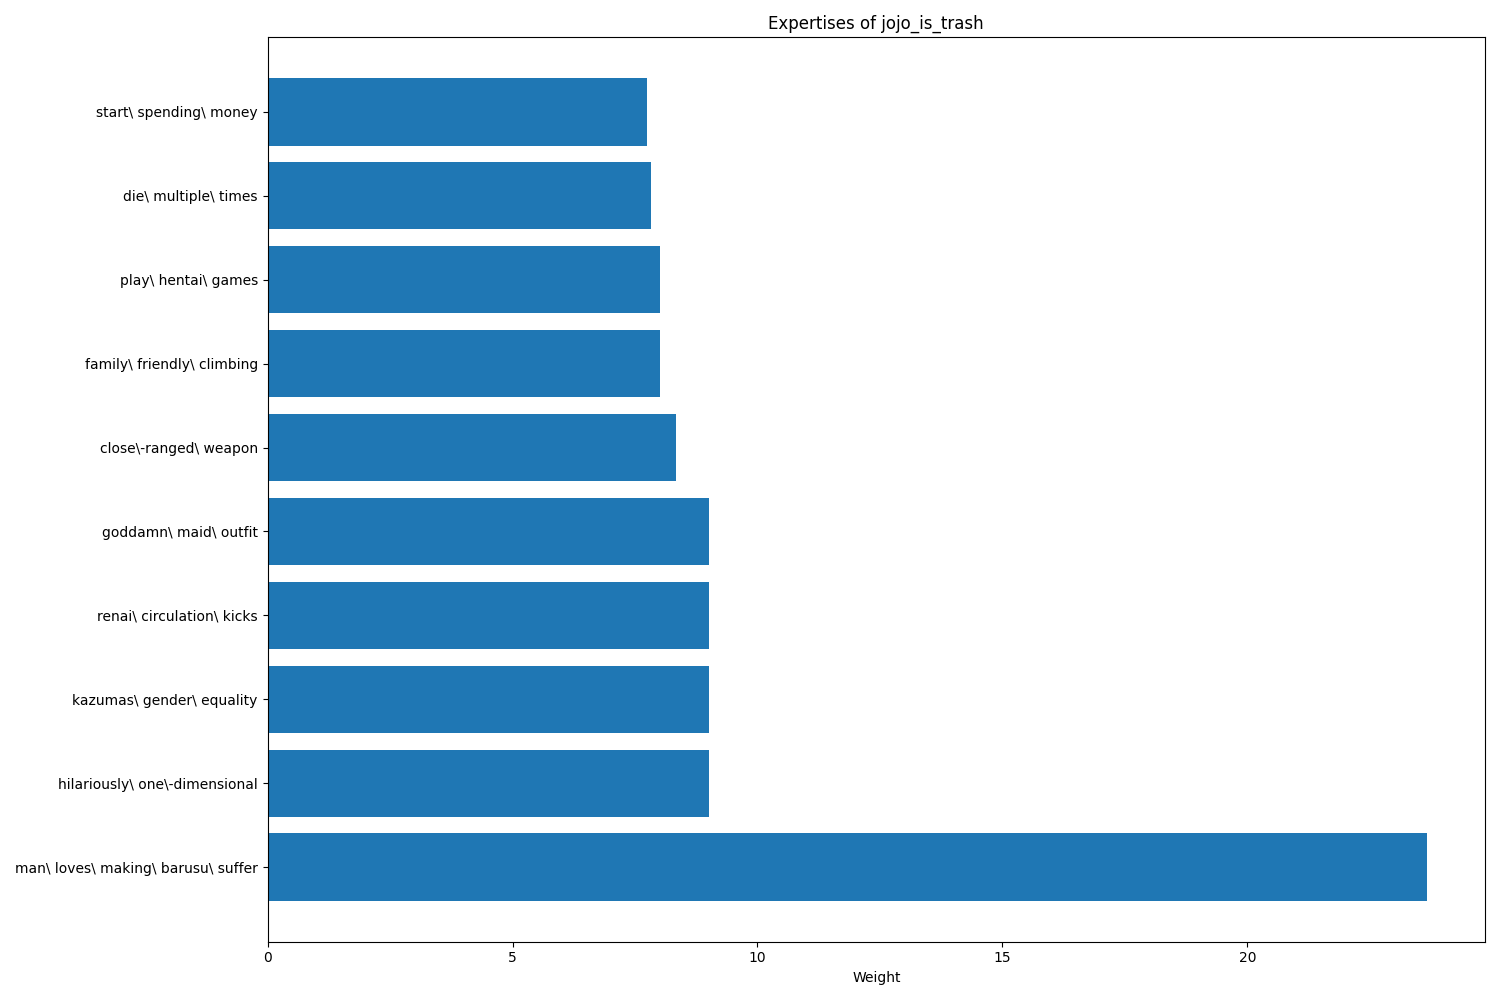 Expertises of jojo_is_trash
start\ spending\ money
die\ multiple\ times
play\ hentai\ games
family\ friendly\ climbing
close\-ranged\ weapon
goddamn\ maid\ outfit
renai\ circulation\ kicks
kazumas\ gender\ equality
hilariously\ one\-dimensional
man\ loves\ making\ barusu\ suffer
0 5 10 15 20
Weight